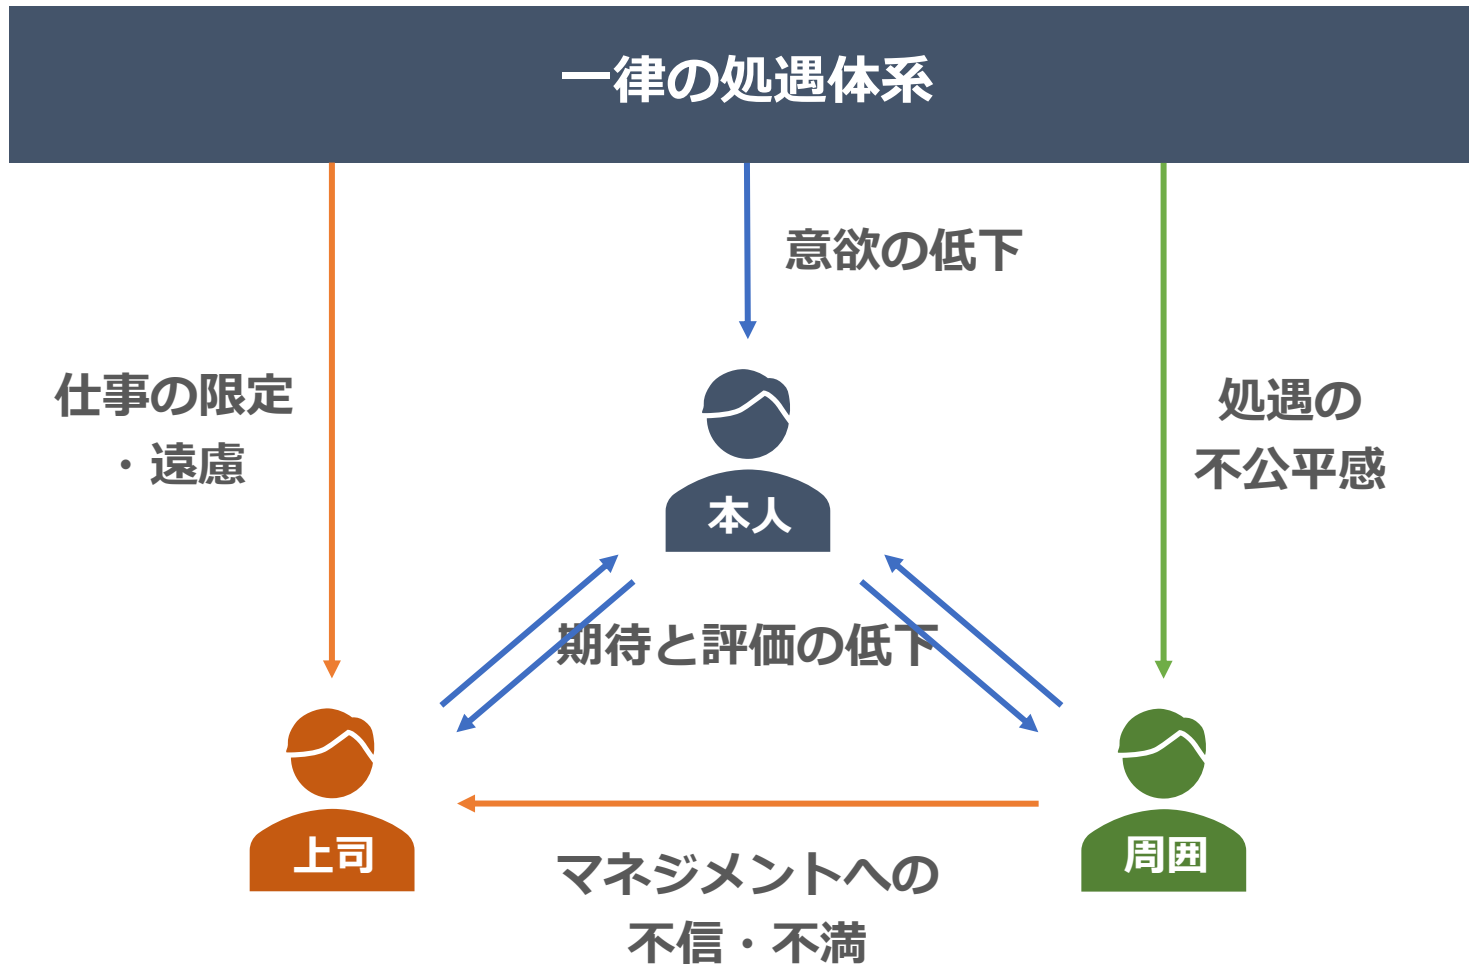 一律の処遇体系
意欲の低下
仕事の限定
・遠慮
処遇の
不公平感
本人
期待と評価の低下
上司
周囲
マネジメントへの
不信・不満